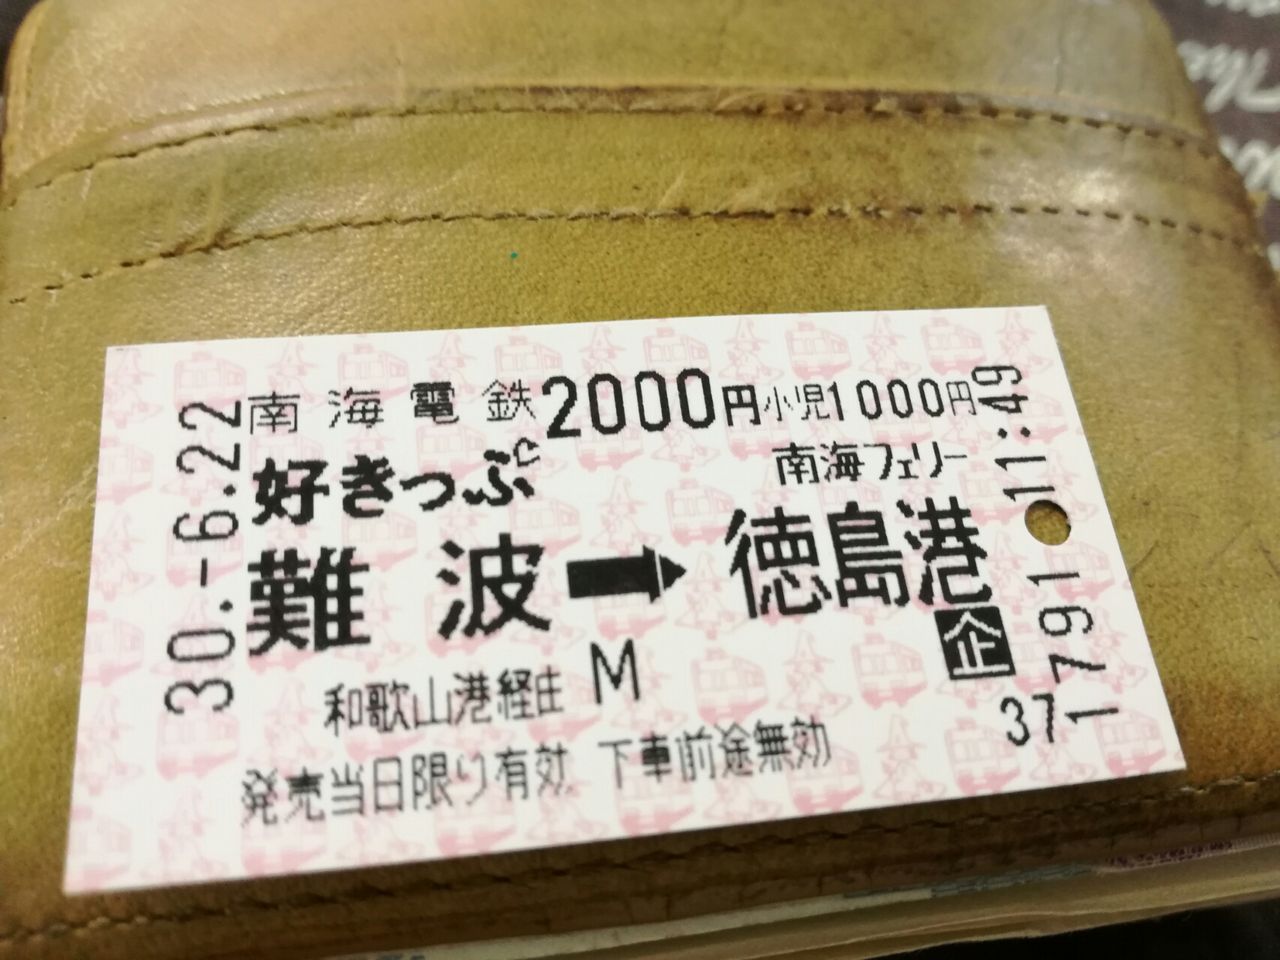 南海電鉄 2000円 小児1000円
好きっぷ♡ 南海フェリー
難波 ➡ 徳島港
企
和歌山港経由 M
発売当日限り有効 下車前途無効
30.-6.22
11:49
1791
37
The